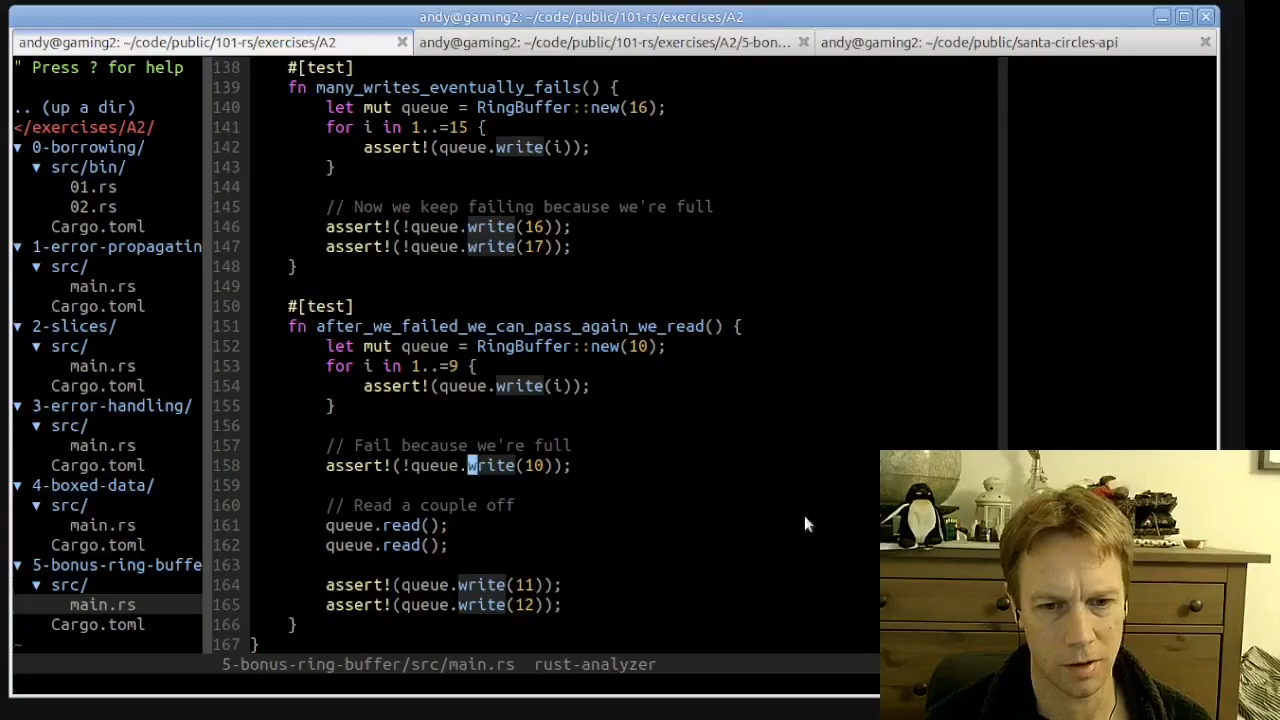 andy@gaming2: ~/code/public/101-rs/exercises/A2
andy@gaming2: ~/code/public/101-rs/exercises/A2
andy@gaming2: ~/code/public/101-rs/exercises/A2/5-bon...
andy@gaming2: ~/code/public/santa-circles-api
" Press ? for help
.. (up a dir)
</exercises/A2/
▼ 0-borrowing/
▼ src/bin/
01.rs
02.rs
Cargo.toml
▼ 1-error-propagatin
▼ src/
main.rs
Cargo.toml
▼ 2-slices/
▼ src/
main.rs
Cargo.toml
▼ 3-error-handling/
▼ src/
main.rs
Cargo.toml
▼ 4-boxed-data/
▼ src/
main.rs
Cargo.toml
▼ 5-bonus-ring-buffe
▼ src/
main.rs
Cargo.toml
~
138 #[test]
139 fn many_writes_eventually_fails() {
140 let mut queue = RingBuffer::new(16);
141 for i in 1..=15 {
142 assert!(queue.write(i));
143 }
144
145 // Now we keep failing because we're full
146 assert!(!queue.write(16));
147 assert!(!queue.write(17));
148 }
149
150 #[test]
151 fn after_we_failed_we_can_pass_again_we_read() {
152 let mut queue = RingBuffer::new(10);
153 for i in 1..=9 {
154 assert!(queue.write(i));
155 }
156
157 // Fail because we're full
158 assert!(!queue.write(10));
159
160 // Read a couple off
161 queue.read();
162 queue.read();
163
164 assert!(queue.write(11));
165 assert!(queue.write(12));
166 }
167 }
5-bonus-ring-buffer/src/main.rs rust-analyzer